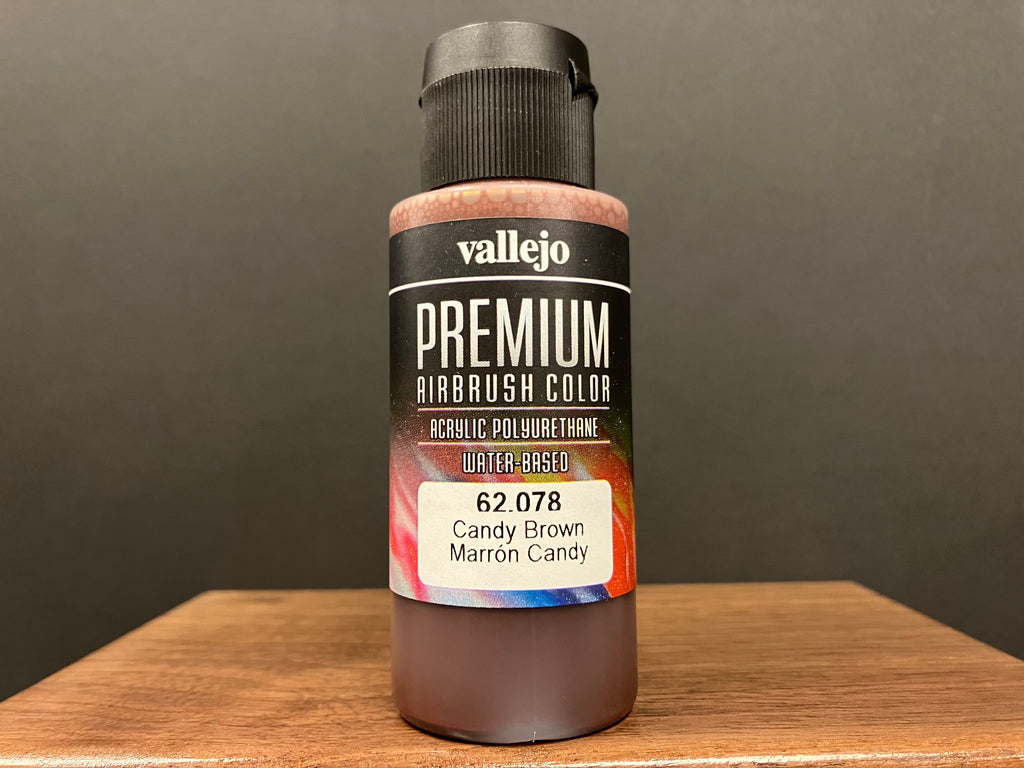 vallejo
PREMIUM
AIRBRUSH COLOR
ACRYLIC POLYURETHANE
WATER-BASED
62.078
Candy Brown
Marrón Candy